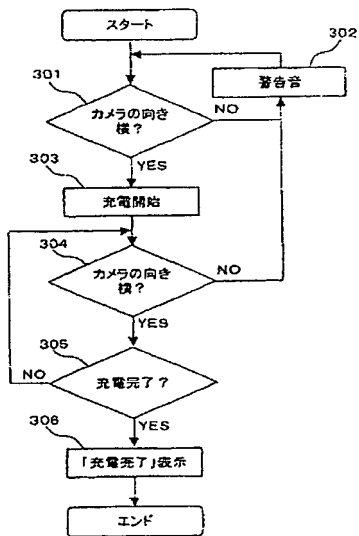 スタート
302
警告音
301
カメラの向き
横？
NO
YES
303
充電開始
304
カメラの向き
横？
NO
YES
305
充電完了？
NO
YES
306
「充電完了」表示
エンド